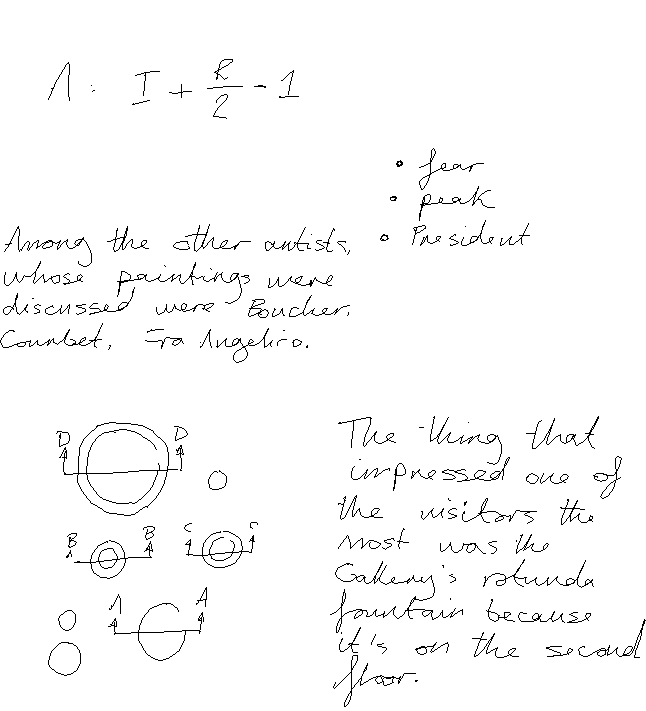 Λ: I + R/2 - 1
• fear
• peak
• President
Among the other artists,
whose paintings were
discussed were Boucher,
Courbet, Fra Angelico.
D D
B B C C
A A
The thing that
impressed one of
the visitors the
most was the
Gallery's rotunda
fountain because
it's on the second
floor.